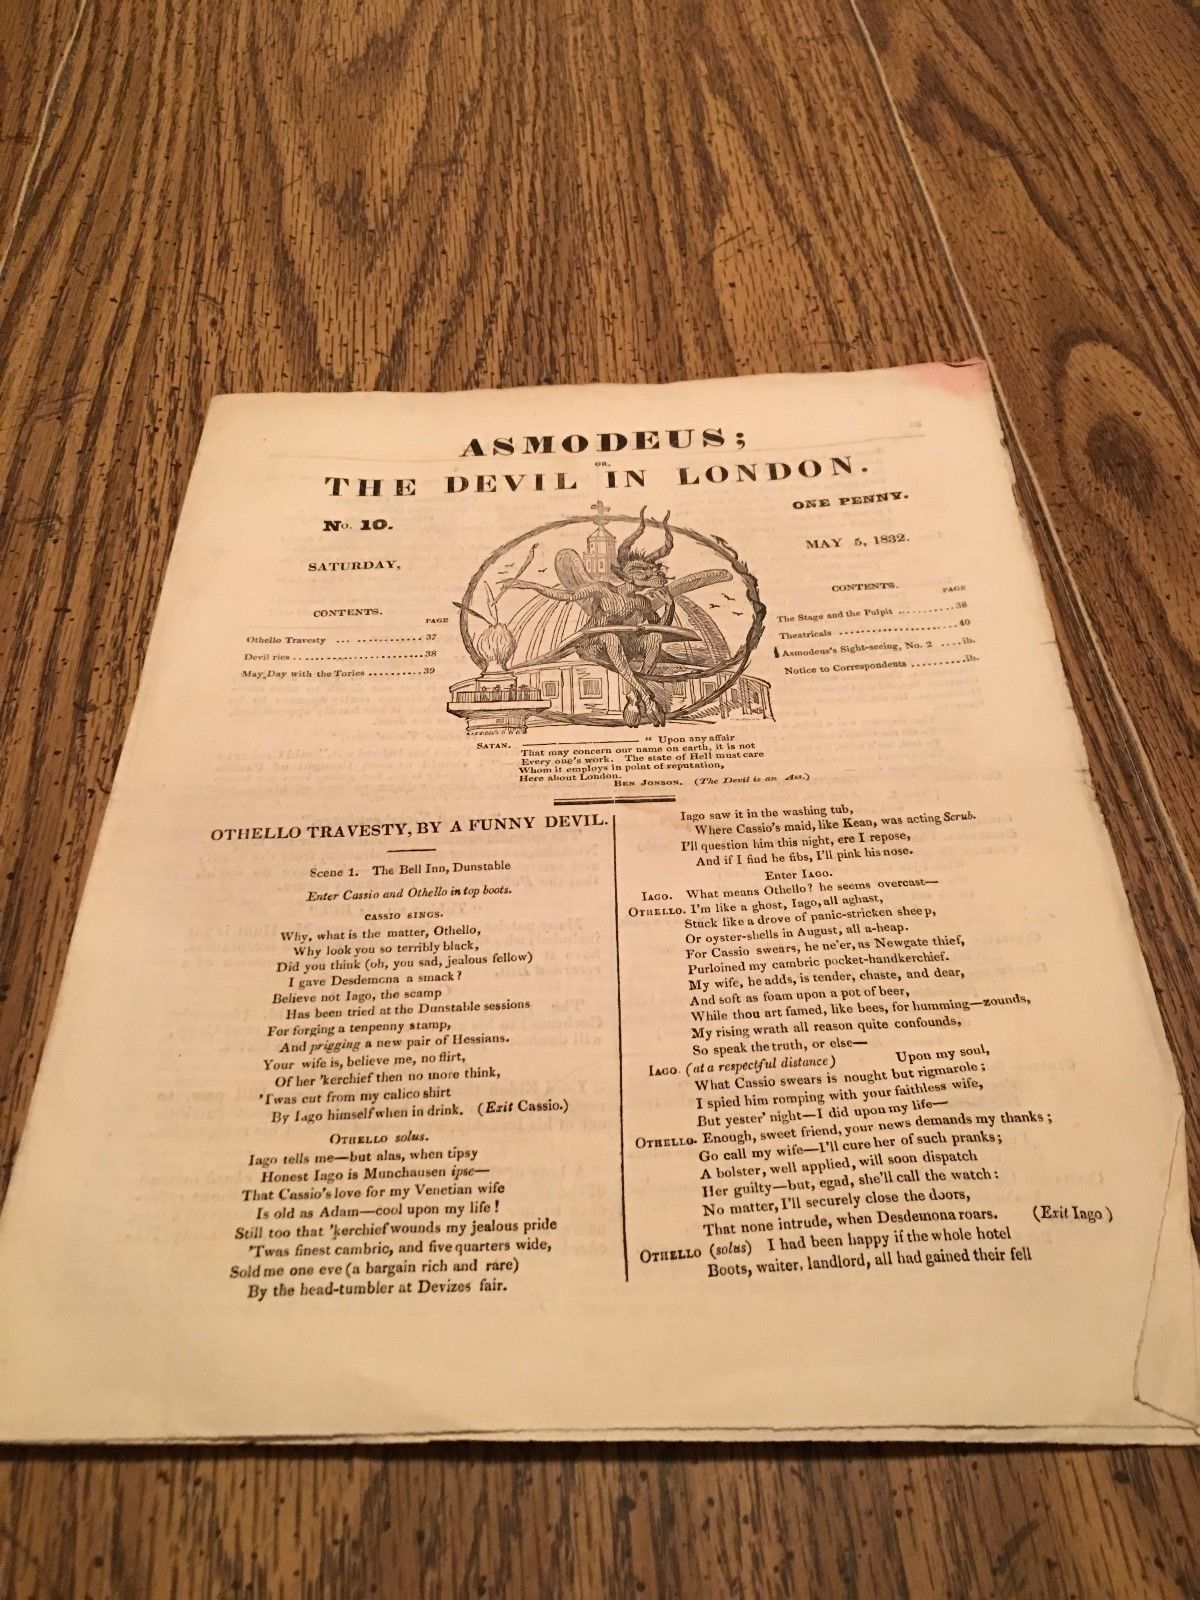 ASMODEUS;
OR,
THE DEVIL IN LONDON.
No. 10.
ONE PENNY.
SATURDAY,
MAY 5, 1832.
CONTENTS.
PAGE
Othello Travesty ... ............ 37
Devil ries .......................... 38
May Day with the Tories .......... 39
CONTENTS.
PAGE
The Stage and the Pulpit .......... 38
Theatricals ...................... 40
Asmodeus's Sight-seeing, No. 2 .... ib.
Notice to Correspondents .......... ib.
SATAN. ———— " Upon any affair
That may concern our name on earth, it is not
Every one's work. The state of Hell must care
Whom it employs in point of reputation,
Here about London.
BEN JONSON. (The Devil is an Ass.)
OTHELLO TRAVESTY, BY A FUNNY DEVIL.
Scene 1. The Bell Inn, Dunstable
Enter Cassio and Othello in top boots.
CASSIO SINGS.
Why, what is the matter, Othello,
Why look you so terribly black,
Did you think (oh, you sad, jealous fellow)
I gave Desdemona a smack?
Believe not Iago, the scamp
Has been tried at the Dunstable sessions
For forging a tenpenny stamp,
And prigging a new pair of Hessians.
Your wife is, believe me, no flirt,
Of her 'kerchief then no more think,
'Twas cut from my calico shirt
By Iago himself when in drink. (Exit Cassio.)
OTHELLO solus.
Iago tells me—but alas, when tipsy
Honest Iago is Munchausen ipse—
That Cassio's love for my Venetian wife
Is old as Adam—cool upon my life!
Still too that 'kerchief wounds my jealous pride
'Twas finest cambric, and five quarters wide,
Sold me one eve (a bargain rich and rare)
By the head-tumbler at Devizes fair.
Iago saw it in the washing tub,
Where Cassio's maid, like Kean, was acting Scrub.
I'll question him this night, ere I repose,
And if I find he fibs, I'll pink his nose.
Enter IAGO.
IAGO. What means Othello? he seems overcast—
OTHELLO. I'm like a ghost, Iago, all aghast,
Stuck like a drove of panic-stricken sheep,
Or oyster-shells in August, all a-heap.
For Cassio swears, he ne'er, as Newgate thief,
Purloined my cambric pocket-handkerchief.
My wife, he adds, is tender, chaste, and dear,
And soft as foam upon a pot of beer,
While thou art famed, like bees, for humming—zounds,
My rising wrath all reason quite confounds,
So speak the truth, or else—
IAGO. (at a respectful distance) Upon my soul,
What Cassio swears is nought but rigmarole;
I spied him romping with your faithless wife,
But yester' night—I did upon my life—
OTHELLO. Enough, sweet friend, your news demands my thanks;
Go call my wife—I'll cure her of such pranks;
A bolster, well applied, will soon dispatch
Her guilty—but, egad, she'll call the watch:
No matter, I'll securely close the doors,
That none intrude, when Desdemona roars. (Exit Iago)
OTHELLO (solus) I had been happy if the whole hotel
Boots, waiter, landlord, all had gained their fell